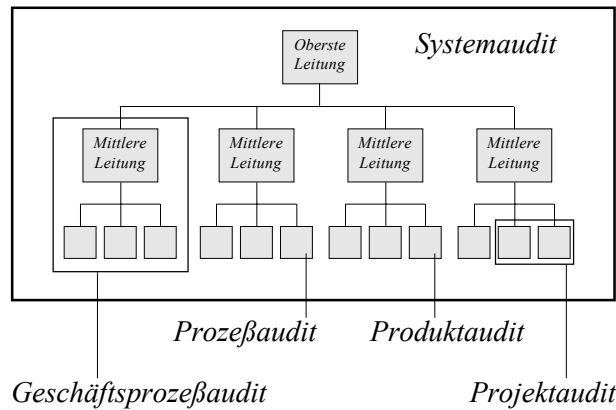 Systemaudit
Oberste
Leitung
Mittlere
Leitung
Mittlere
Leitung
Mittlere
Leitung
Mittlere
Leitung
Prozeßaudit
Produktaudit
Geschäftsprozeßaudit
Projektaudit